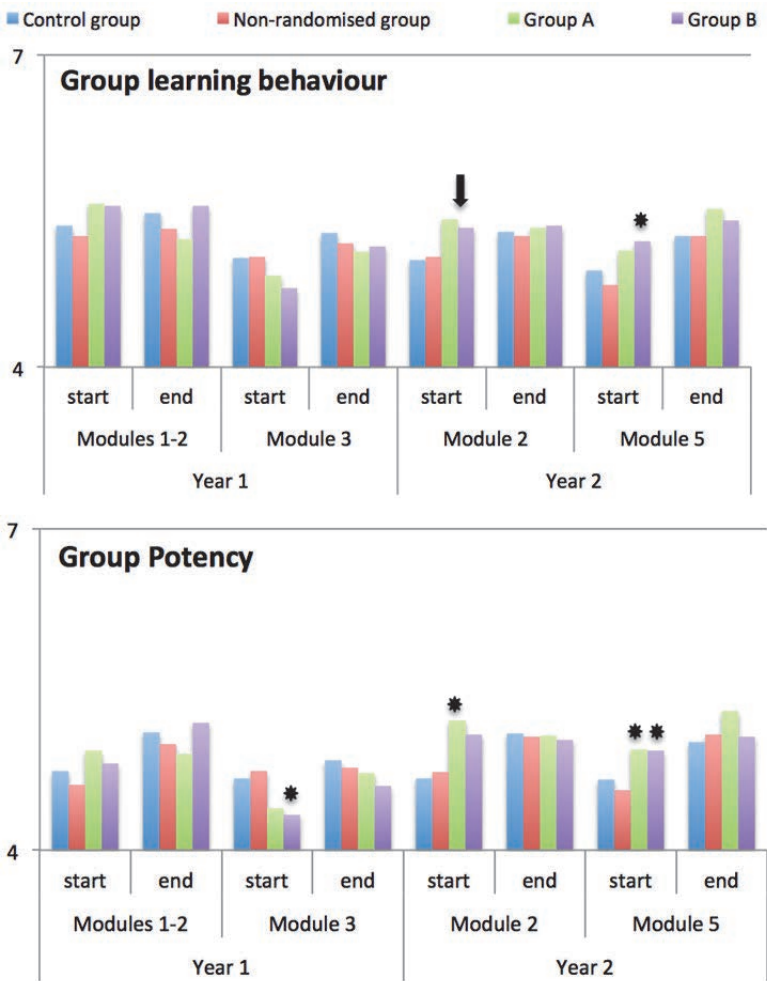 Control group Non-randomised group Group A Group B
7
Group learning behaviour
4
start end start end start end start end
Modules 1-2 Module 3 Module 2 Module 5
Year 1 Year 2
7
Group Potency
4
start end start end start end start end
Modules 1-2 Module 3 Module 2 Module 5
Year 1 Year 2